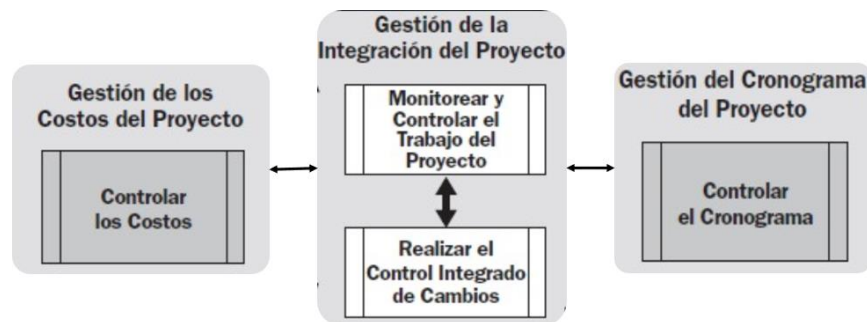 Gestión de los
Costos del Proyecto
Controlar
los Costos
Gestión de la
Integración del Proyecto
Monitorear y
Controlar el
Trabajo del
Proyecto
Realizar el
Control Integrado
de Cambios
Gestión del Cronograma
del Proyecto
Controlar
el Cronograma